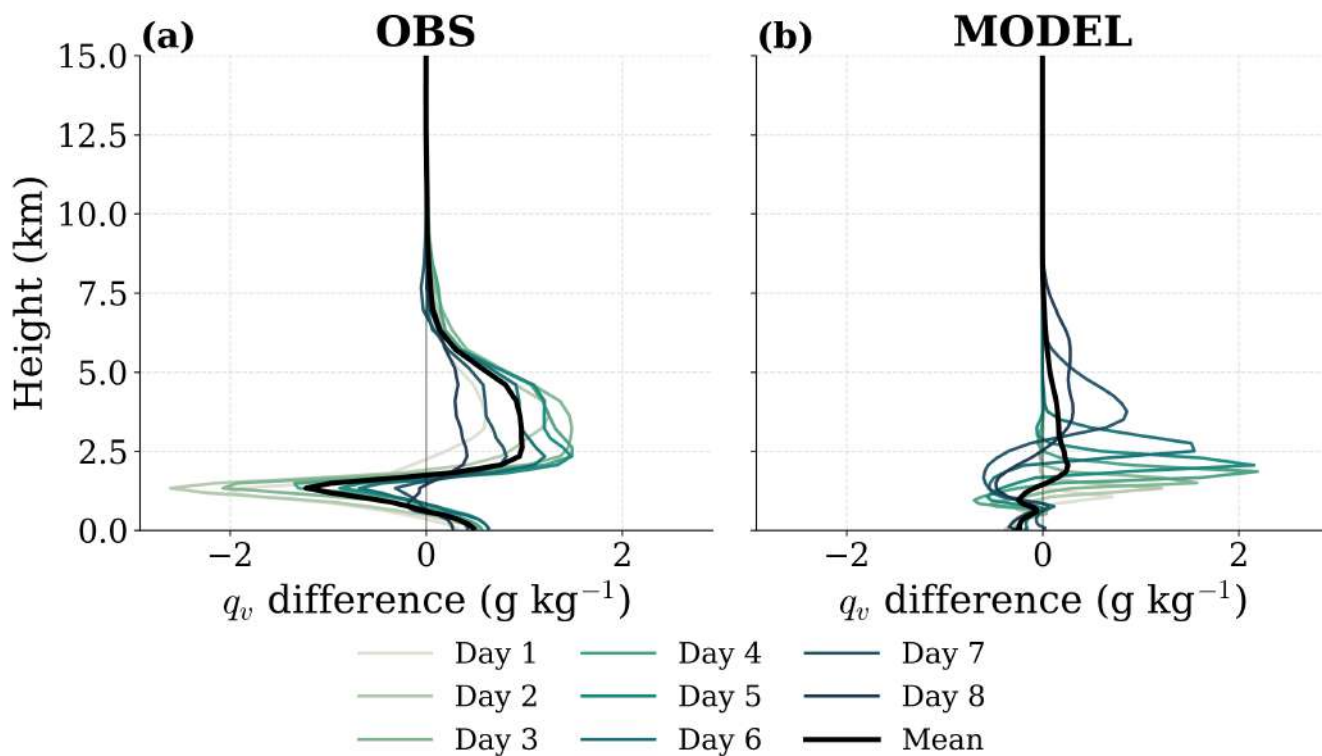 (a) OBS
(b) MODEL
Height (km)
15.0
12.5
10.0
7.5
5.0
2.5
0.0
−2 0 2
−2 0 2
q_v difference (g kg⁻¹)
q_v difference (g kg⁻¹)
Day 1 Day 4 Day 7
Day 2 Day 5 Day 8
Day 3 Day 6 Mean